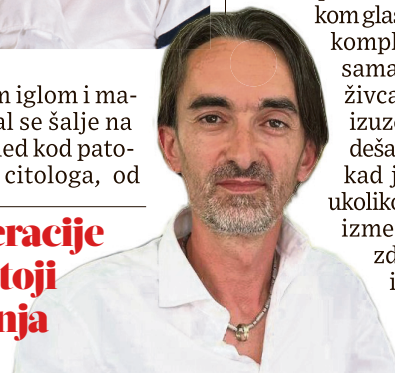 m iglom i ma-
al se šalje na
led kod pato-
citologa, od
eracije
toji
nja
kom glas
kompl
sama
živca
izuz
deša
kad j
ukoliko
izme
zd
i